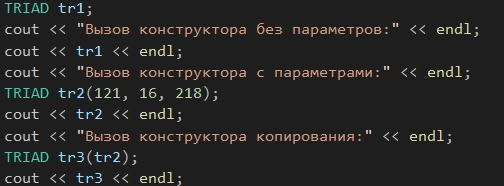 TRIAD tr1;
cout << "Вызов конструктора без параметров:" << endl;
cout << tr1 << endl;
cout << "Вызов конструктора с параметрами:" << endl;
TRIAD tr2(121, 16, 218);
cout << tr2 << endl;
cout << "Вызов конструктора копирования:" << endl;
TRIAD tr3(tr2);
cout << tr3 << endl;